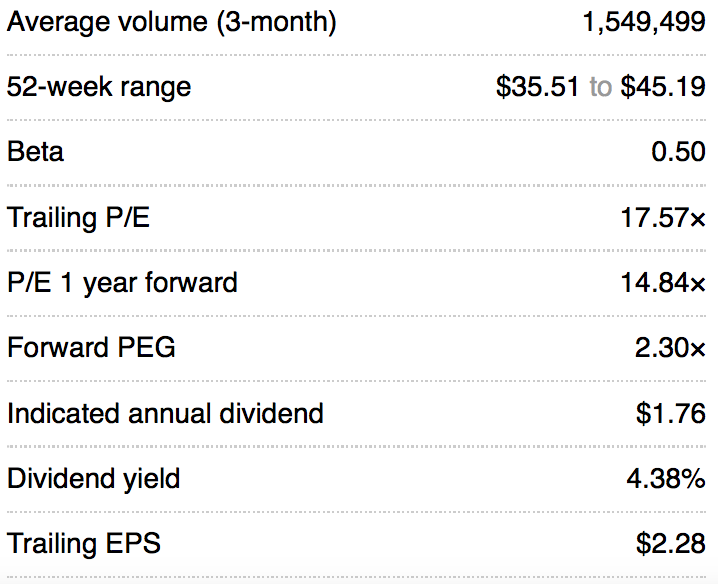 Average volume (3-month) 1,549,499
52-week range $35.51 to $45.19
Beta 0.50
Trailing P/E 17.57×
P/E 1 year forward 14.84×
Forward PEG 2.30×
Indicated annual dividend $1.76
Dividend yield 4.38%
Trailing EPS $2.28